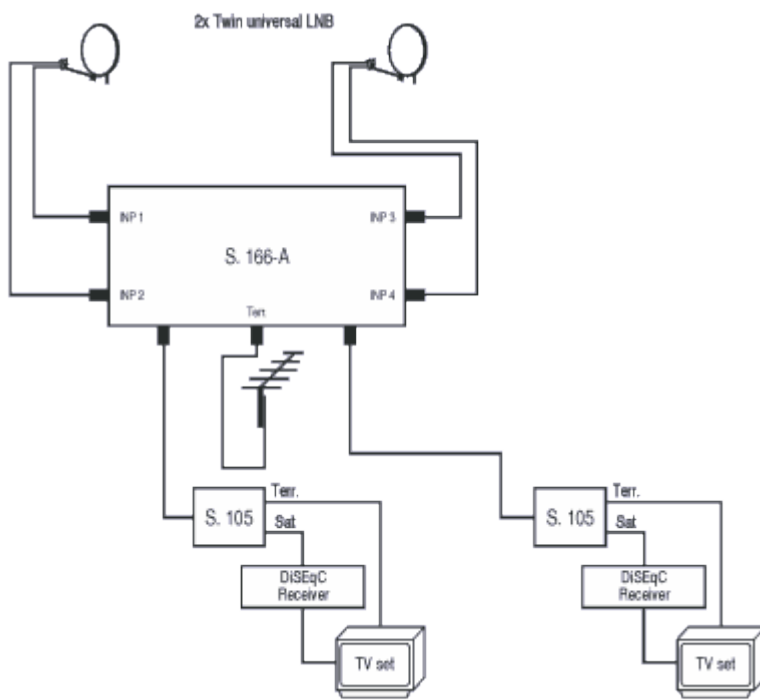 2x Twin universal LNB
INP 1
INP 3
S. 166-A
INP 2
INP 4
Terr.
Terr.
S. 105
Sat
DiSEqC
Receiver
TV set
Terr.
S. 105
Sat
DiSEqC
Receiver
TV set